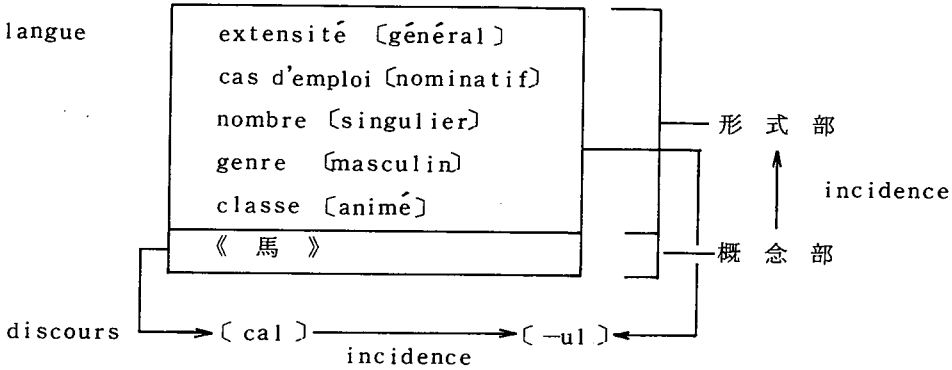 langue
extensité 〔général〕
cas d'emploi〔nominatif〕
nombre 〔singulier〕
genre 〔masculin〕
classe 〔animé〕
《 馬 》
形 式 部
incidence
概 念 部
discours
〔 cal 〕
incidence
〔 —ul 〕